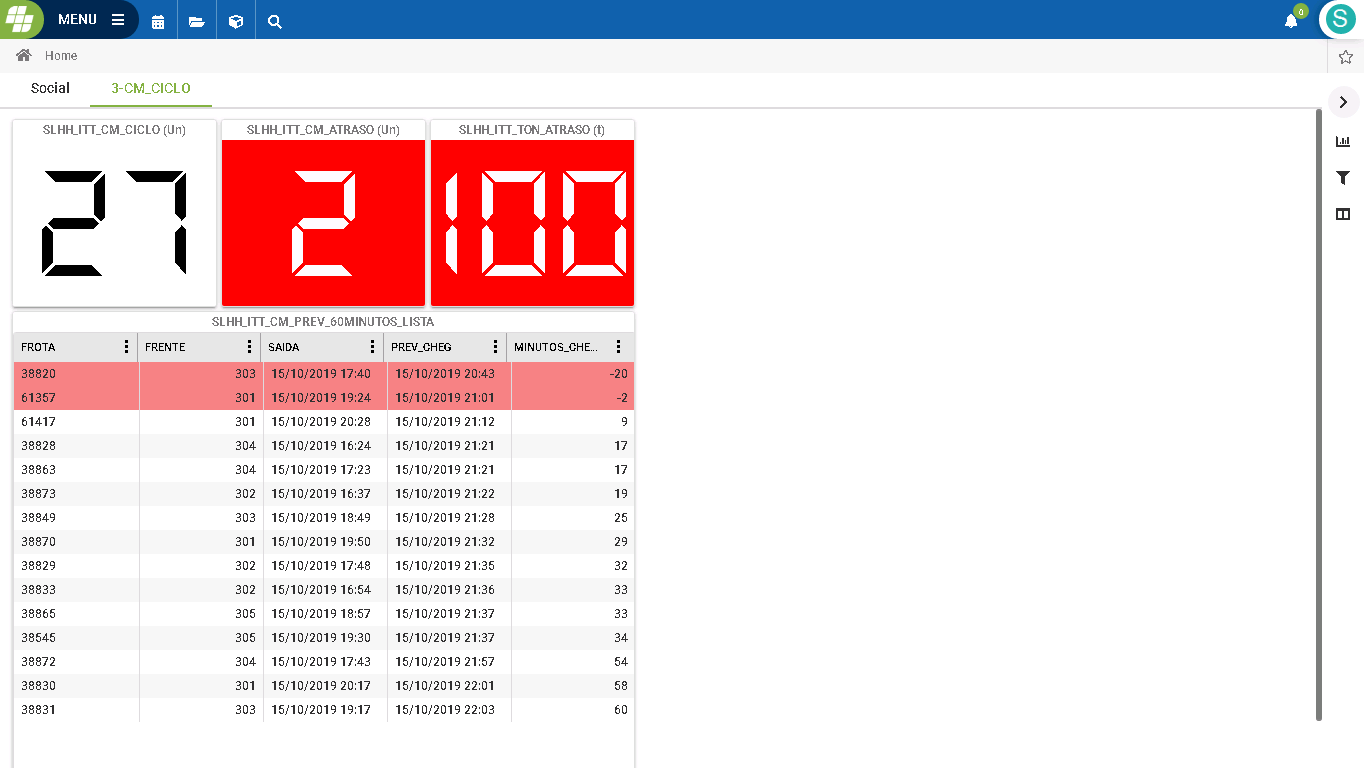 MENU
0
S
Home
Social 3-CM_CICLO
SLHH_ITT_CM_CICLO (Un) SLHH_ITT_CM_ATRASO (Un) SLHH_ITT_TON_ATRASO (t)
27 2 100
SLHH_ITT_CM_PREV_60MINUTOS_LISTA
FROTA FRENTE SAIDA PREV_CHEG MINUTOS_CHE...
38820 303 15/10/2019 17:40 15/10/2019 20:43 -20
61357 301 15/10/2019 19:24 15/10/2019 21:01 -2
61417 301 15/10/2019 20:28 15/10/2019 21:12 9
38828 304 15/10/2019 16:24 15/10/2019 21:21 17
38863 304 15/10/2019 17:23 15/10/2019 21:21 17
38873 302 15/10/2019 16:37 15/10/2019 21:22 19
38849 303 15/10/2019 18:49 15/10/2019 21:28 25
38870 301 15/10/2019 19:50 15/10/2019 21:32 29
38829 302 15/10/2019 17:48 15/10/2019 21:35 32
38833 302 15/10/2019 16:54 15/10/2019 21:36 33
38865 305 15/10/2019 18:57 15/10/2019 21:37 33
38545 305 15/10/2019 19:30 15/10/2019 21:37 34
38872 304 15/10/2019 17:43 15/10/2019 21:57 54
38830 301 15/10/2019 20:17 15/10/2019 22:01 58
38831 303 15/10/2019 19:17 15/10/2019 22:03 60